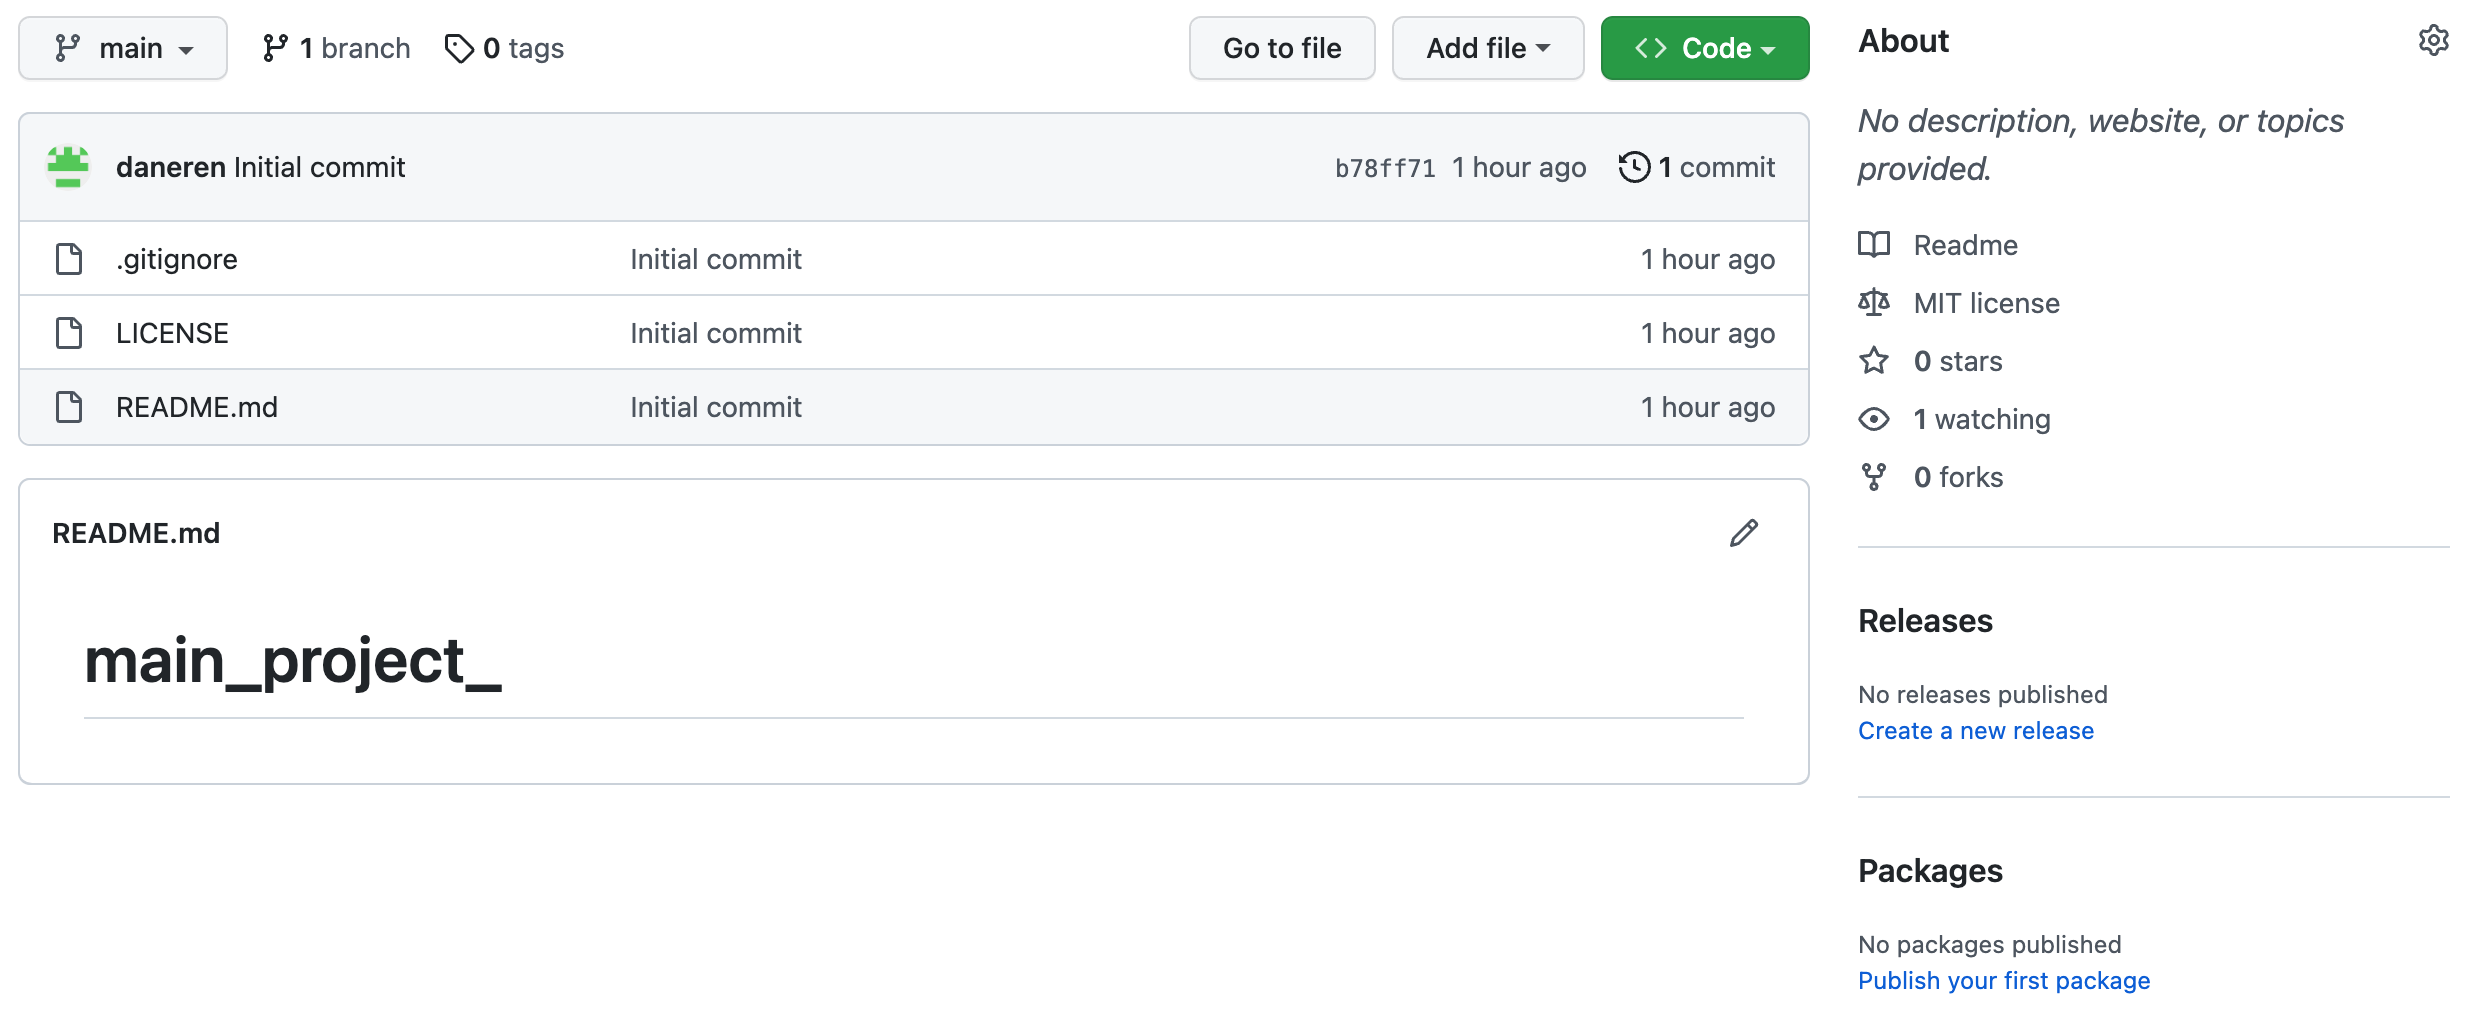 main 1 branch 0 tags Go to file Add file Code
daneren Initial commit b78ff71 1 hour ago 1 commit
.gitignore Initial commit 1 hour ago
LICENSE Initial commit 1 hour ago
README.md Initial commit 1 hour ago
README.md
main_project_
About
No description, website, or topics
provided.
Readme
MIT license
0 stars
1 watching
0 forks
Releases
No releases published
Create a new release
Packages
No packages published
Publish your first package